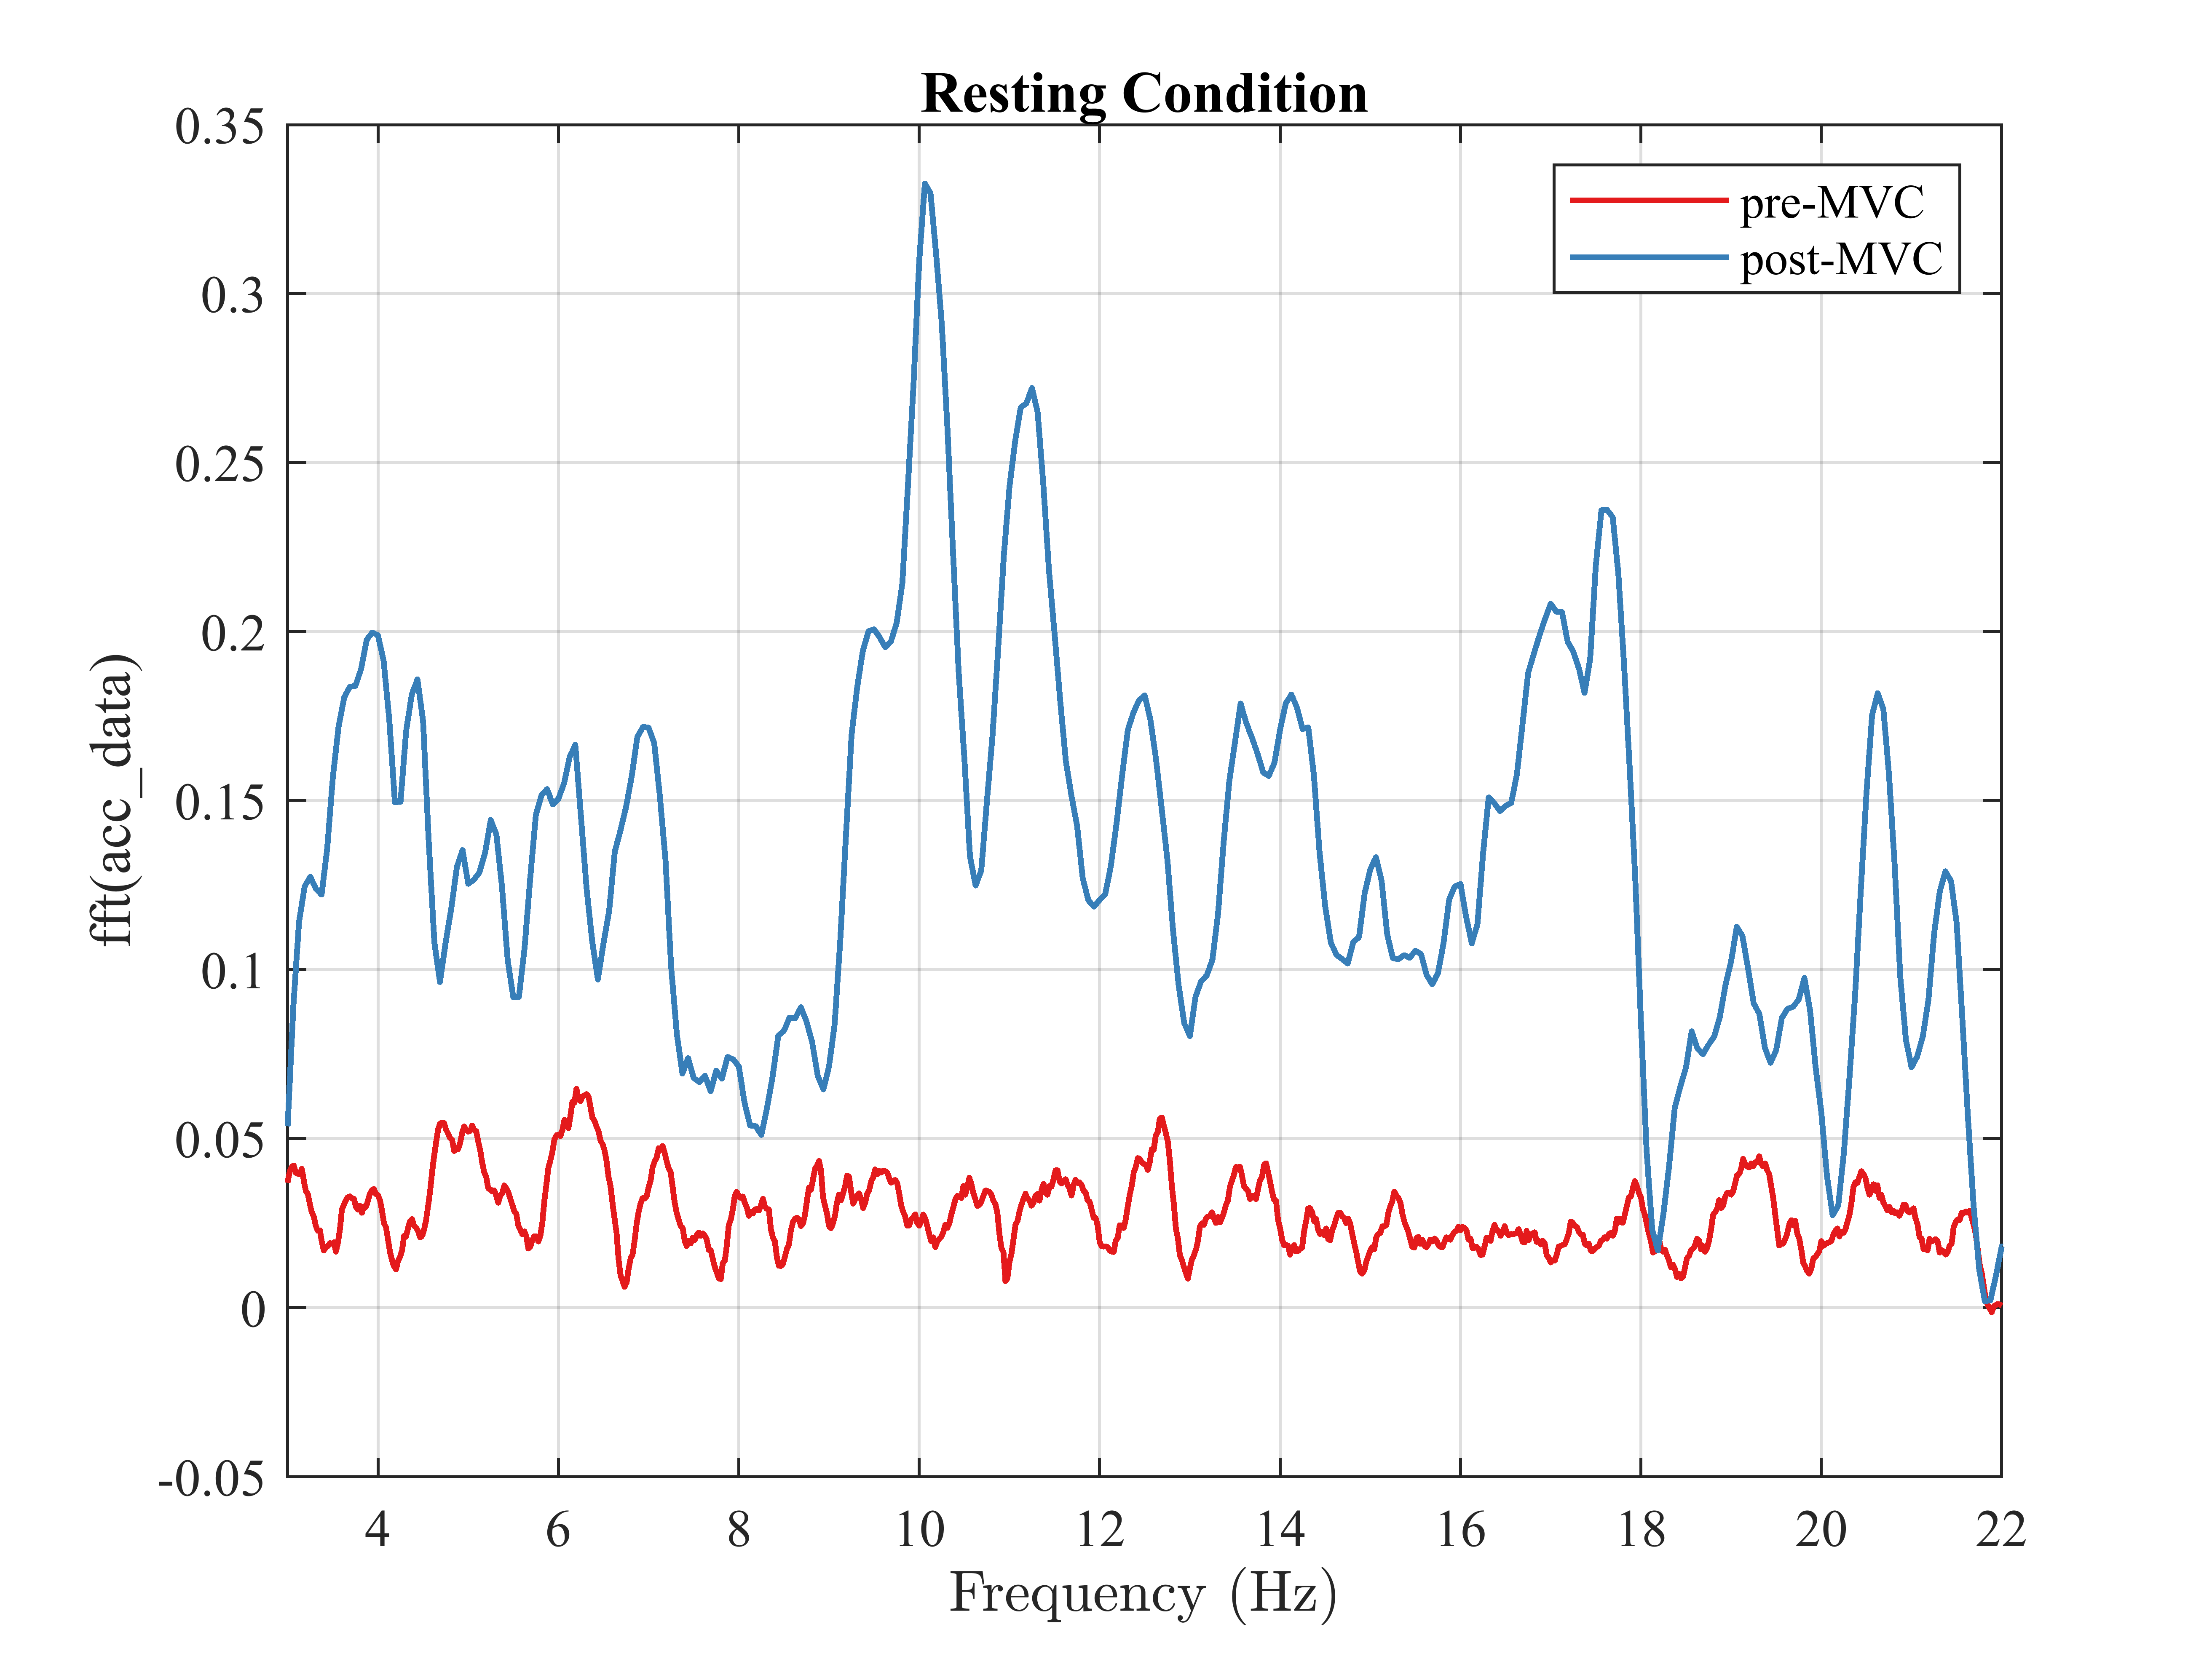 Resting Condition
0.35
0.3
0.25
0.2
0.15
0.1
0.05
0
-0.05
fft(acc_data)
pre-MVC
post-MVC
4 6 8 10 12 14 16 18 20 22
Frequency (Hz)